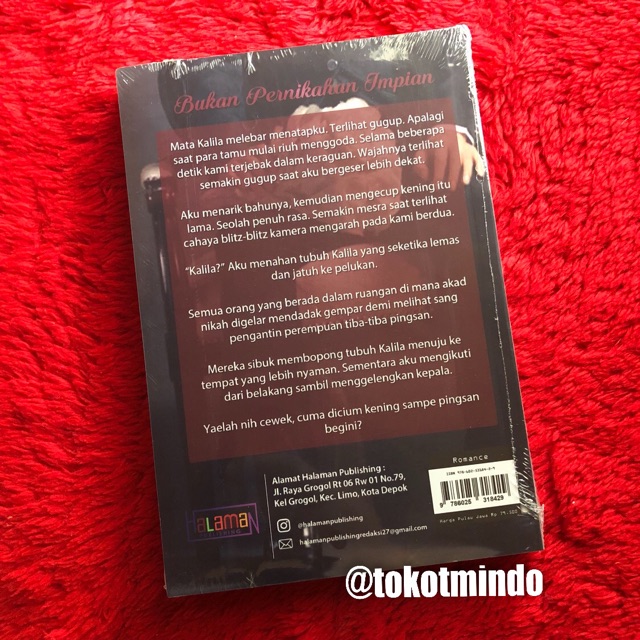 Bukan Pernikahan Impian
Mata Kalila melebar menatapku. Terlihat gugup. Apalagi
saat para tamu mulai riuh menggoda. Selama beberapa
detik kami terjebak dalam keraguan. Wajahnya terlihat
semakin gugup saat aku bergeser lebih dekat.
Aku menarik bahunya, kemudian mengecup kening itu
lama. Seolah penuh rasa. Semakin mesra saat terlihat
cahaya blitz-blitz kamera mengarah pada kami berdua.
“Kalila?” Aku menahan tubuh Kalila yang seketika lemas
dan jatuh ke pelukan.
Semua orang yang berada dalam ruangan di mana akad
nikah digelar mendadak gempar demi melihat sang
pengantin perempuan tiba-tiba pingsan.
Mereka sibuk membopong tubuh Kalila menuju ke
tempat yang lebih nyaman. Sementara aku mengikuti
dari belakang sambil menggelengkan kepala.
Yaelah nih cewek, cuma dicium kening sampe pingsan
begini?
Romance
Alamat Halaman Publishing :
Jl. Raya Grogol Rt 06 Rw 01 No.79,
Kel Grogol, Kec. Limo, Kota Depok
@halamanpublishing
halamanpublishingredaksi27@gmail.com
HALAMAN
9 786025 318429
Harga Pulau Jawa Rp.
@tokotmindo